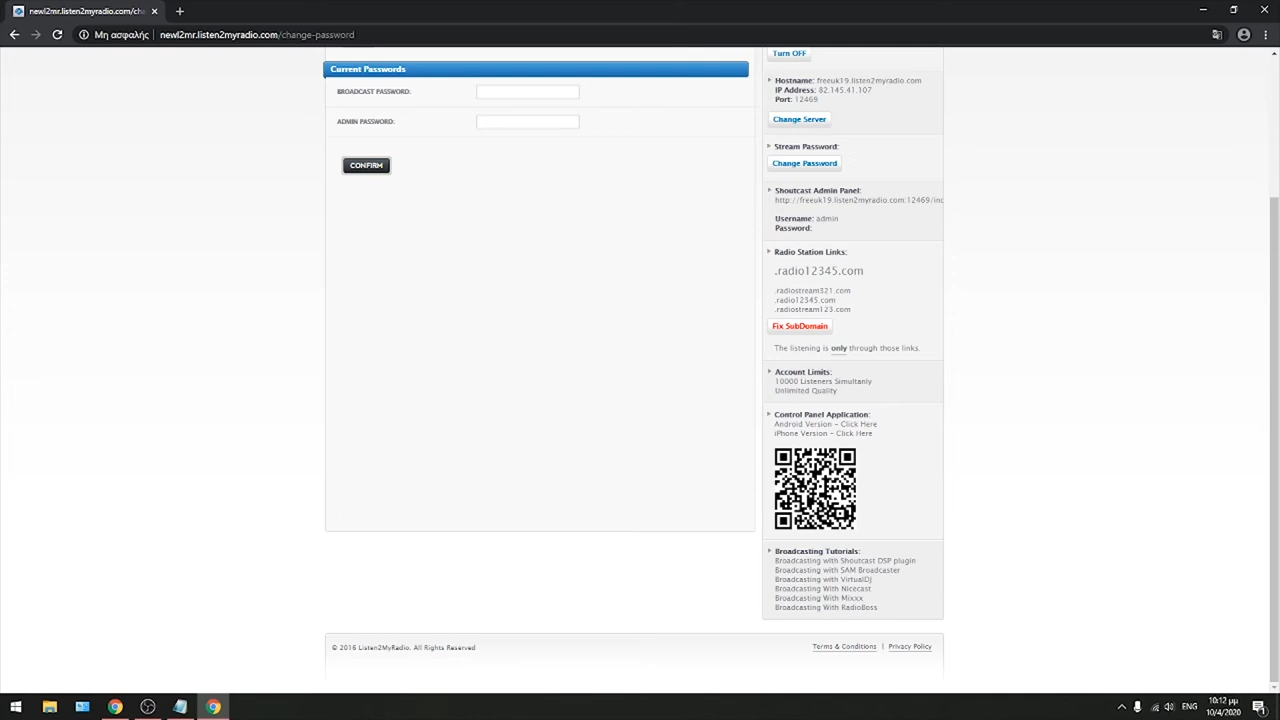 newl2mr.listen2myradio.com/cha
Μη ασφαλής
newl2mr.listen2myradio.com/change-password
Current Passwords
BROADCAST PASSWORD:
ADMIN PASSWORD:
CONFIRM
Turn OFF
Hostname: freeuk19.listen2myradio.com
IP Address: 82.145.41.107
Port: 12469
Change Server
Stream Password:
Change Password
Shoutcast Admin Panel:
http://freeuk19.listen2myradio.com:12469/inc
Username: admin
Password:
Radio Station Links:
.radio12345.com
.radiostream321.com
.radio12345.com
.radiostream123.com
Fix SubDomain
The listening is only through those links.
Account Limits:
10000 Listeners Simultanly
Unlimited Quality
Control Panel Application:
Android Version - Click Here
iPhone Version - Click Here
Broadcasting Tutorials:
Broadcasting with Shoutcast DSP plugin
Broadcasting with SAM Broadcaster
Broadcasting with VirtualDJ
Broadcasting With Nicecast
Broadcasting With Mixxx
Broadcasting With RadioBoss
© 2016 Listen2MyRadio. All Rights Reserved
Terms & Conditions | Privacy Policy
ΕΛΗ
10:12 μμ
10/4/2020